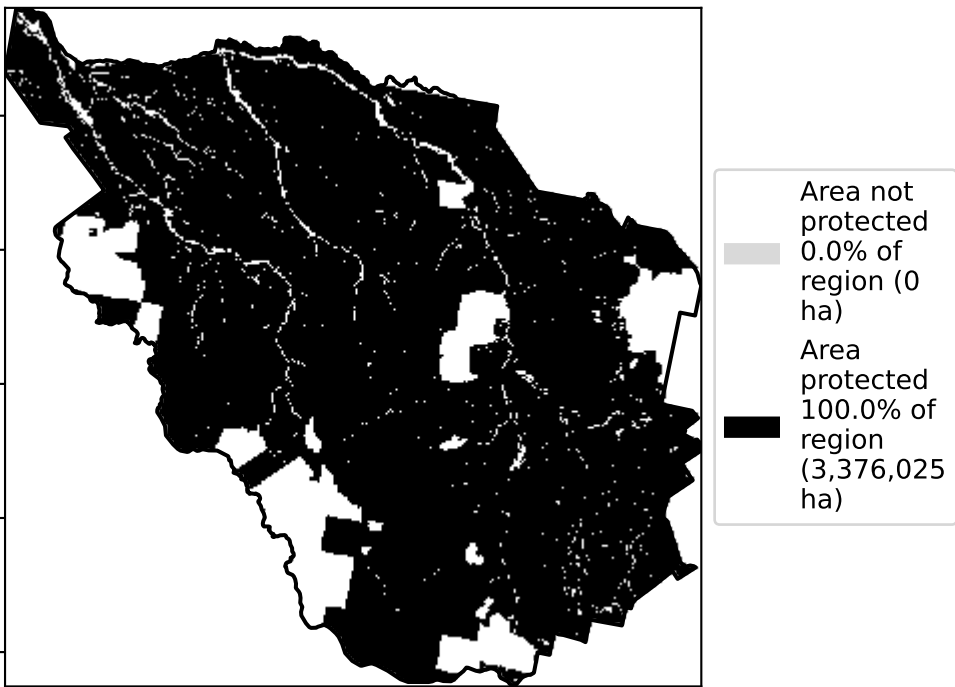 Area not
protected
0.0% of
region (0
ha)
Area
protected
100.0% of
region
(3,376,025
ha)